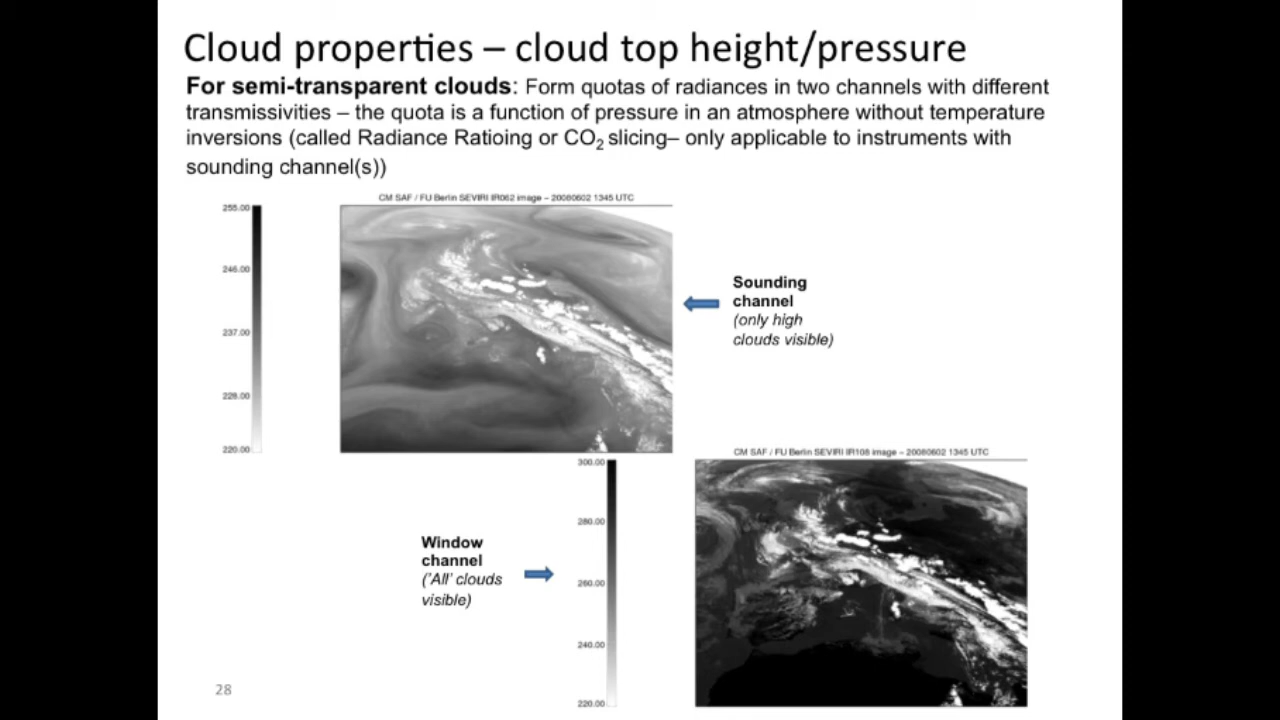 Cloud properties – cloud top height/pressure
For semi-transparent clouds: Form quotas of radiances in two channels with different
transmissivities – the quota is a function of pressure in an atmosphere without temperature
inversions (called Radiance Ratioing or CO2 slicing– only applicable to instruments with
sounding channel(s))
CM SAF / FU Berlin SEVIRI IR062 image – 20080602 1345 UTC
255.00
246.00
237.00
228.00
220.00
Sounding
channel
(only high
clouds visible)
CM SAF / FU Berlin SEVIRI IR108 image – 20080602 1345 UTC
300.00
280.00
260.00
240.00
220.00
Window
channel
('All' clouds
visible)
28